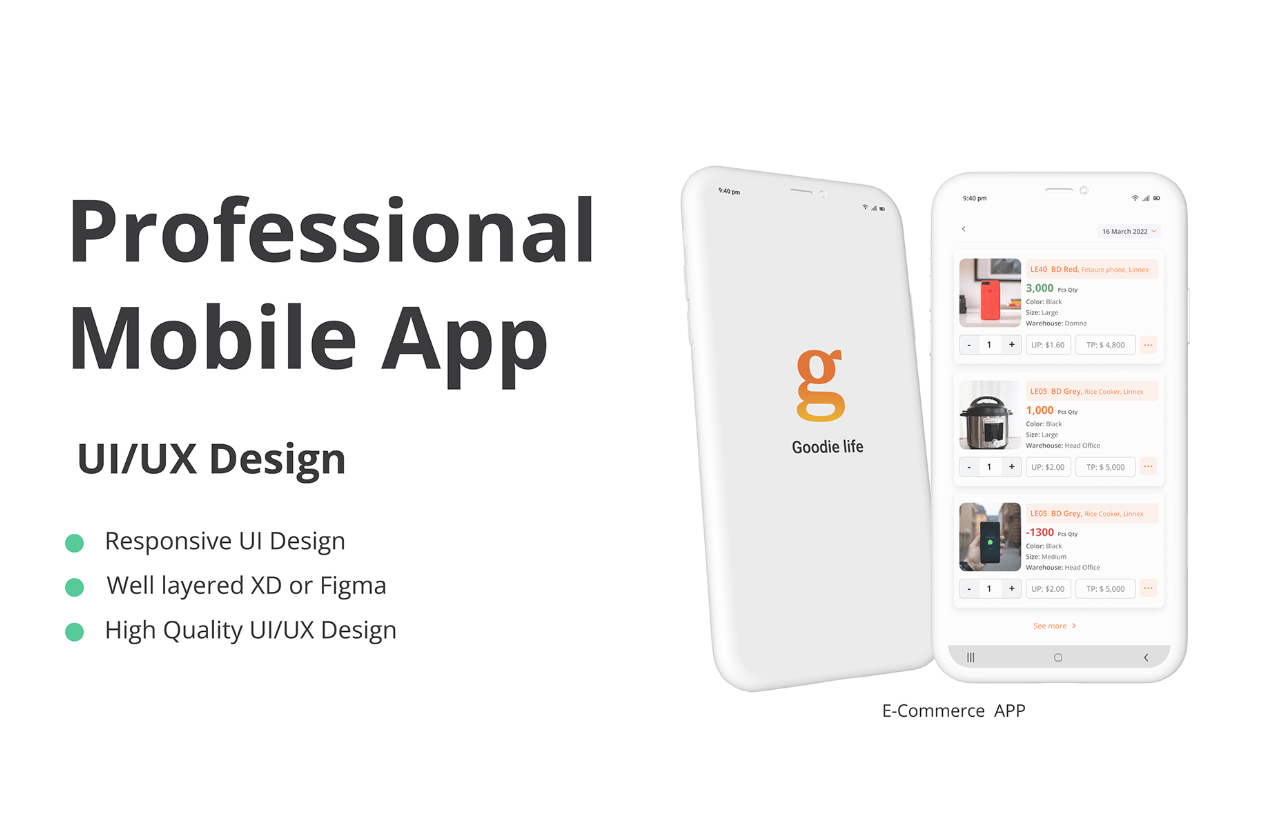 Professional
Mobile App
UI/UX Design
Responsive UI Design
Well layered XD or Figma
High Quality UI/UX Design
9:40 pm
g
Goodie life
9:40 pm
16 March 2022
LE40 BD Red, Fetaure phone, Linnex
3,000 Pcs Qty
Color: Black
Size: Large
Warehouse: Domna
- 1 + UP: $1.60 TP: $ 4,800
LE05 BD Grey, Rice Cooker, Linnex
1,000 Pcs Qty
Color: Black
Size: Large
Warehouse: Head Office
- 1 + UP: $2.00 TP: $ 5,000
LE05 BD Grey, Rice Cooker, Linnex
-1300 Pcs Qty
Color: Black
Size: Medium
Warehouse: Head Office
- 1 + UP: $2.00 TP: $ 5,000
See more
E-Commerce APP